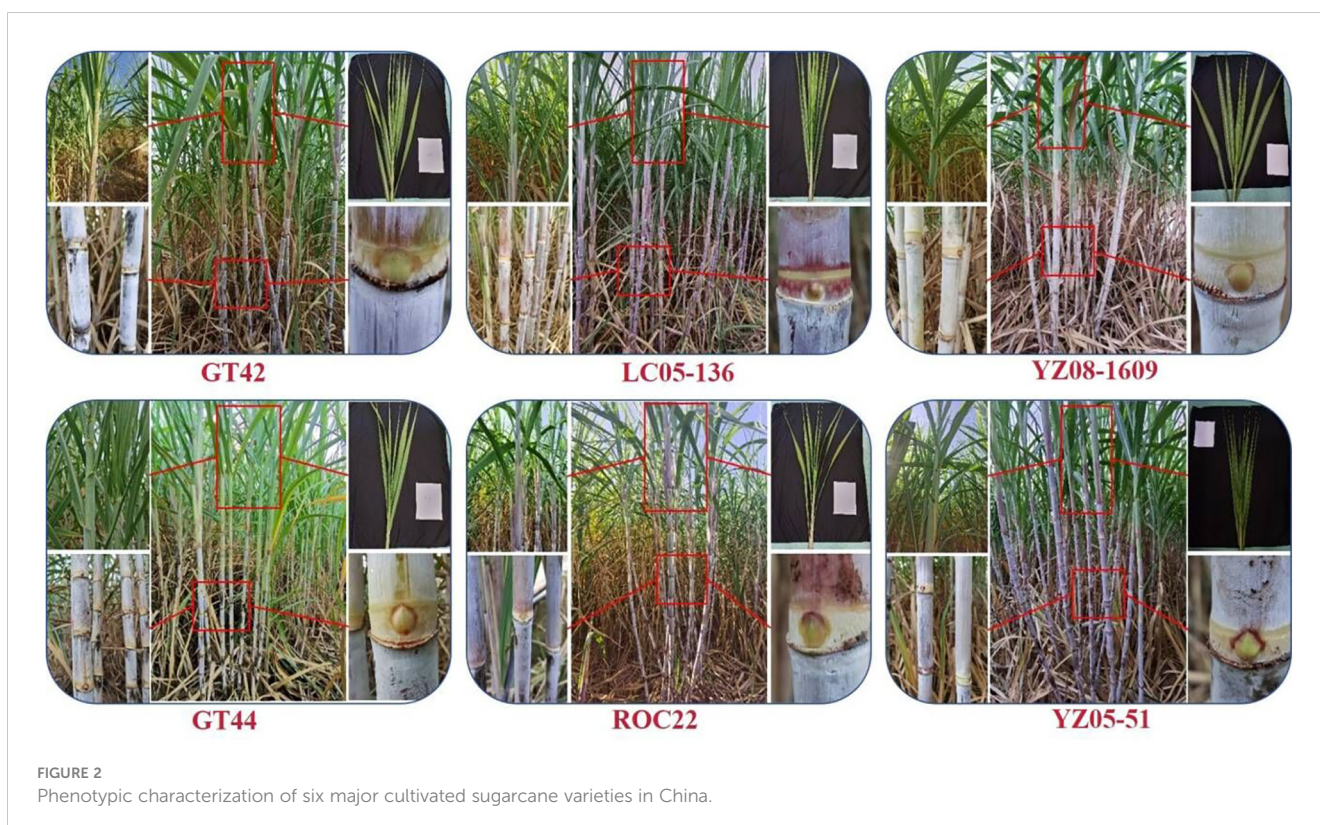 GT42
LC05-136
YZ08-1609
GT44
ROC22
YZ05-51
FIGURE 2
Phenotypic characterization of six major cultivated sugarcane varieties in China.